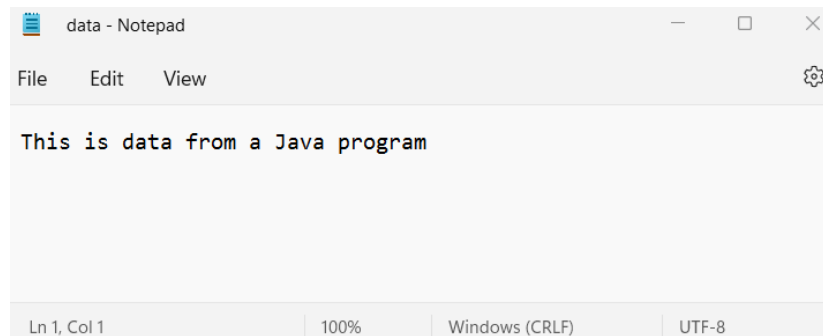 data - Notepad
File Edit View
This is data from a Java program
Ln 1, Col 1 100% Windows (CRLF) UTF-8